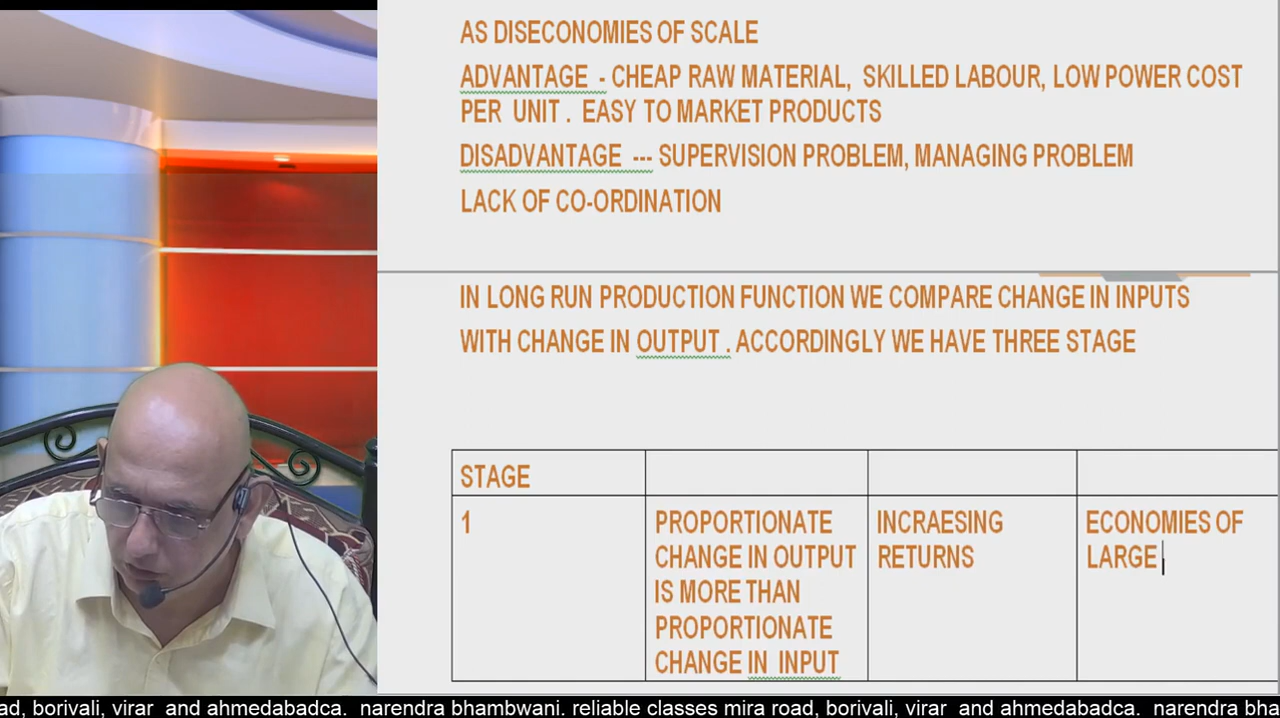 AS DISECONOMIES OF SCALE
ADVANTAGE - CHEAP RAW MATERIAL, SKILLED LABOUR, LOW POWER COST
PER UNIT . EASY TO MARKET PRODUCTS
DISADVANTAGE --- SUPERVISION PROBLEM, MANAGING PROBLEM
LACK OF CO-ORDINATION
IN LONG RUN PRODUCTION FUNCTION WE COMPARE CHANGE IN INPUTS
WITH CHANGE IN OUTPUT . ACCORDINGLY WE HAVE THREE STAGE
STAGE
1
PROPORTIONATE
CHANGE IN OUTPUT
IS MORE THAN
PROPORTIONATE
CHANGE IN INPUT
INCRAESING
RETURNS
ECONOMIES OF
LARGE
ad, borivali, virar and ahmedabadca. narendra bhambwani. reliable classes mira road, borivali, virar and ahmedabadca. narendra bha